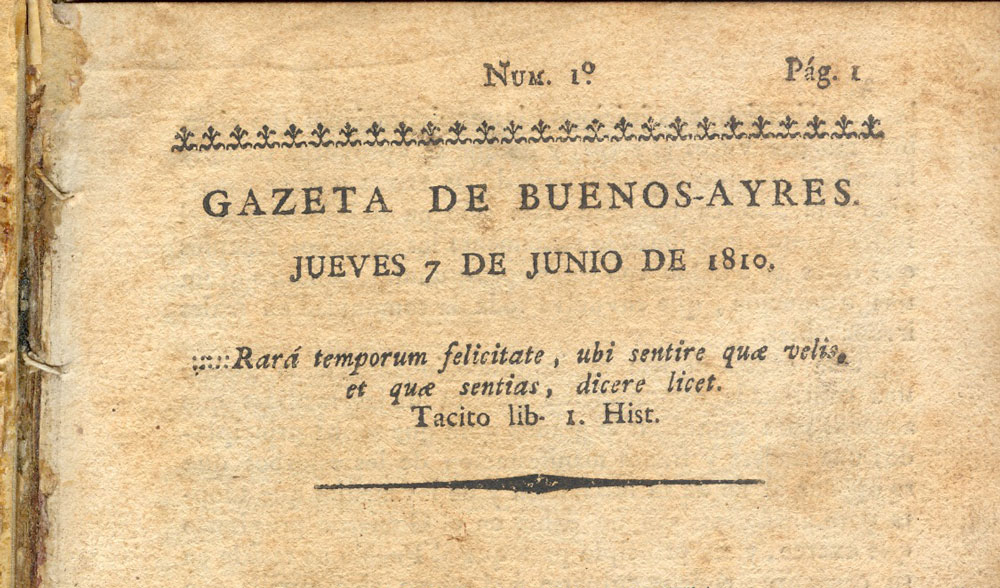 NUM. 1º Pág. 1
GAZETA DE BUENOS-AYRES.
JUEVES 7 DE JUNIO DE 1810.
::::::Rará temporum felicitate, ubi sentire quæ velis,
et quæ sentias, dicere licet.
Tacito lib- 1. Hist.